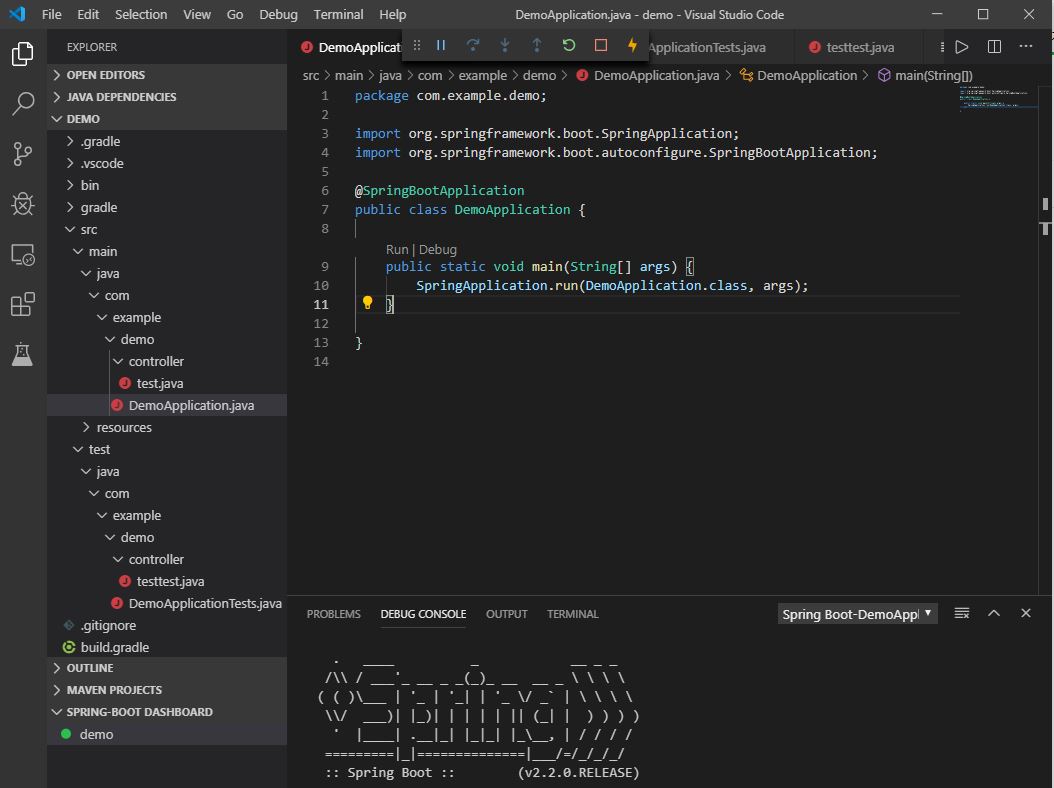 File Edit Selection View Go Debug Terminal Help DemoApplication.java - demo - Visual Studio Code
EXPLORER
OPEN EDITORS
JAVA DEPENDENCIES
DEMO
.gradle
.vscode
bin
gradle
src
main
java
com
example
demo
controller
test.java
DemoApplication.java
resources
test
java
com
example
demo
controller
testtest.java
DemoApplicationTests.java
.gitignore
build.gradle
OUTLINE
MAVEN PROJECTS
SPRING-BOOT DASHBOARD
demo
DemoApplicat ApplicationTests.java testtest.java
src > main > java > com > example > demo > DemoApplication.java > DemoApplication > main(String[])
1 package com.example.demo;
2
3 import org.springframework.boot.SpringApplication;
4 import org.springframework.boot.autoconfigure.SpringBootApplication;
5
6 @SpringBootApplication
7 public class DemoApplication {
8
Run | Debug
9 public static void main(String[] args) {
10 SpringApplication.run(DemoApplication.class, args);
11 }
12
13 }
14
PROBLEMS DEBUG CONSOLE OUTPUT TERMINAL Spring Boot-DemoAppl
  .   ____          _            __ _ _
 /\\ / ___'_ __ _ _(_)_ __  __ _ \ \ \ \
( ( )\___ | '_ | '_| | '_ \/ _` | \ \ \ \
 \\/  ___)| |_)| | | | | || (_| |  ) ) ) )
  '  |____| .__|_| |_|_| |_\__, | / / / /
 =========|_|==============|___/=/_/_/_/
 :: Spring Boot ::        (v2.2.0.RELEASE)